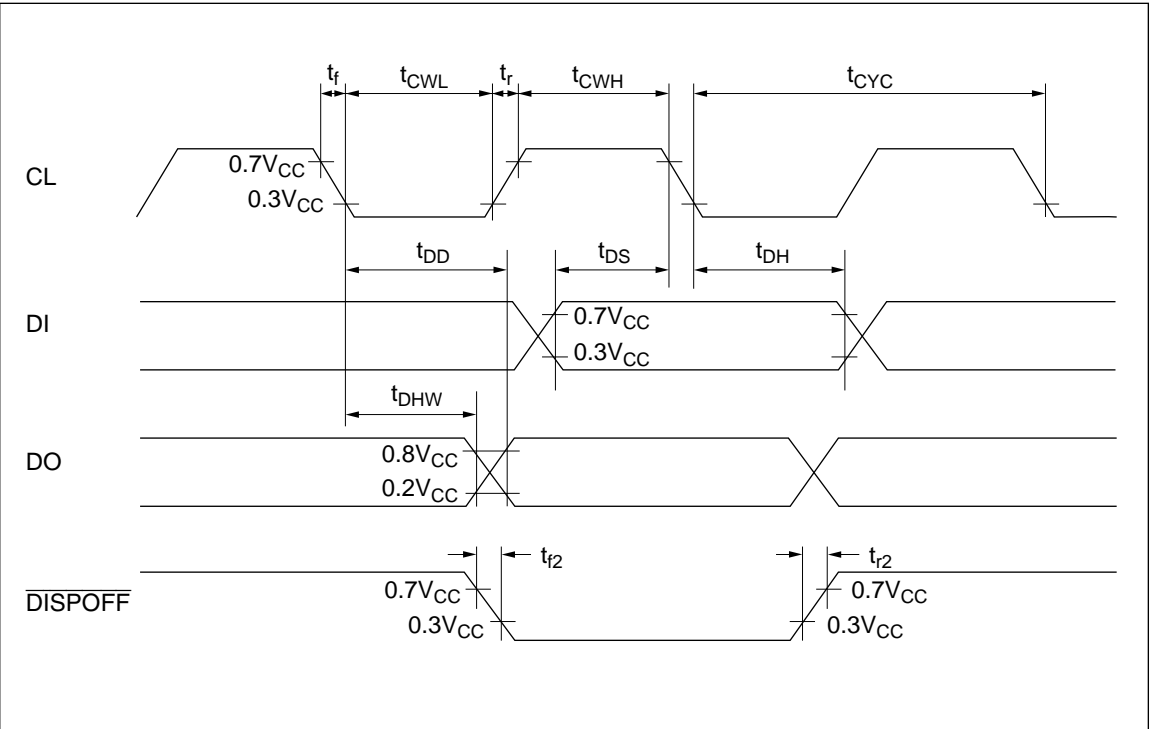 tf tCWL tr tCWH tCYC
CL
0.7VCC
0.3VCC
tDD tDS tDH
DI
0.7VCC
0.3VCC
tDHW
DO
0.8VCC
0.2VCC
tf2 tr2
DISPOFF
0.7VCC 0.7VCC
0.3VCC 0.3VCC